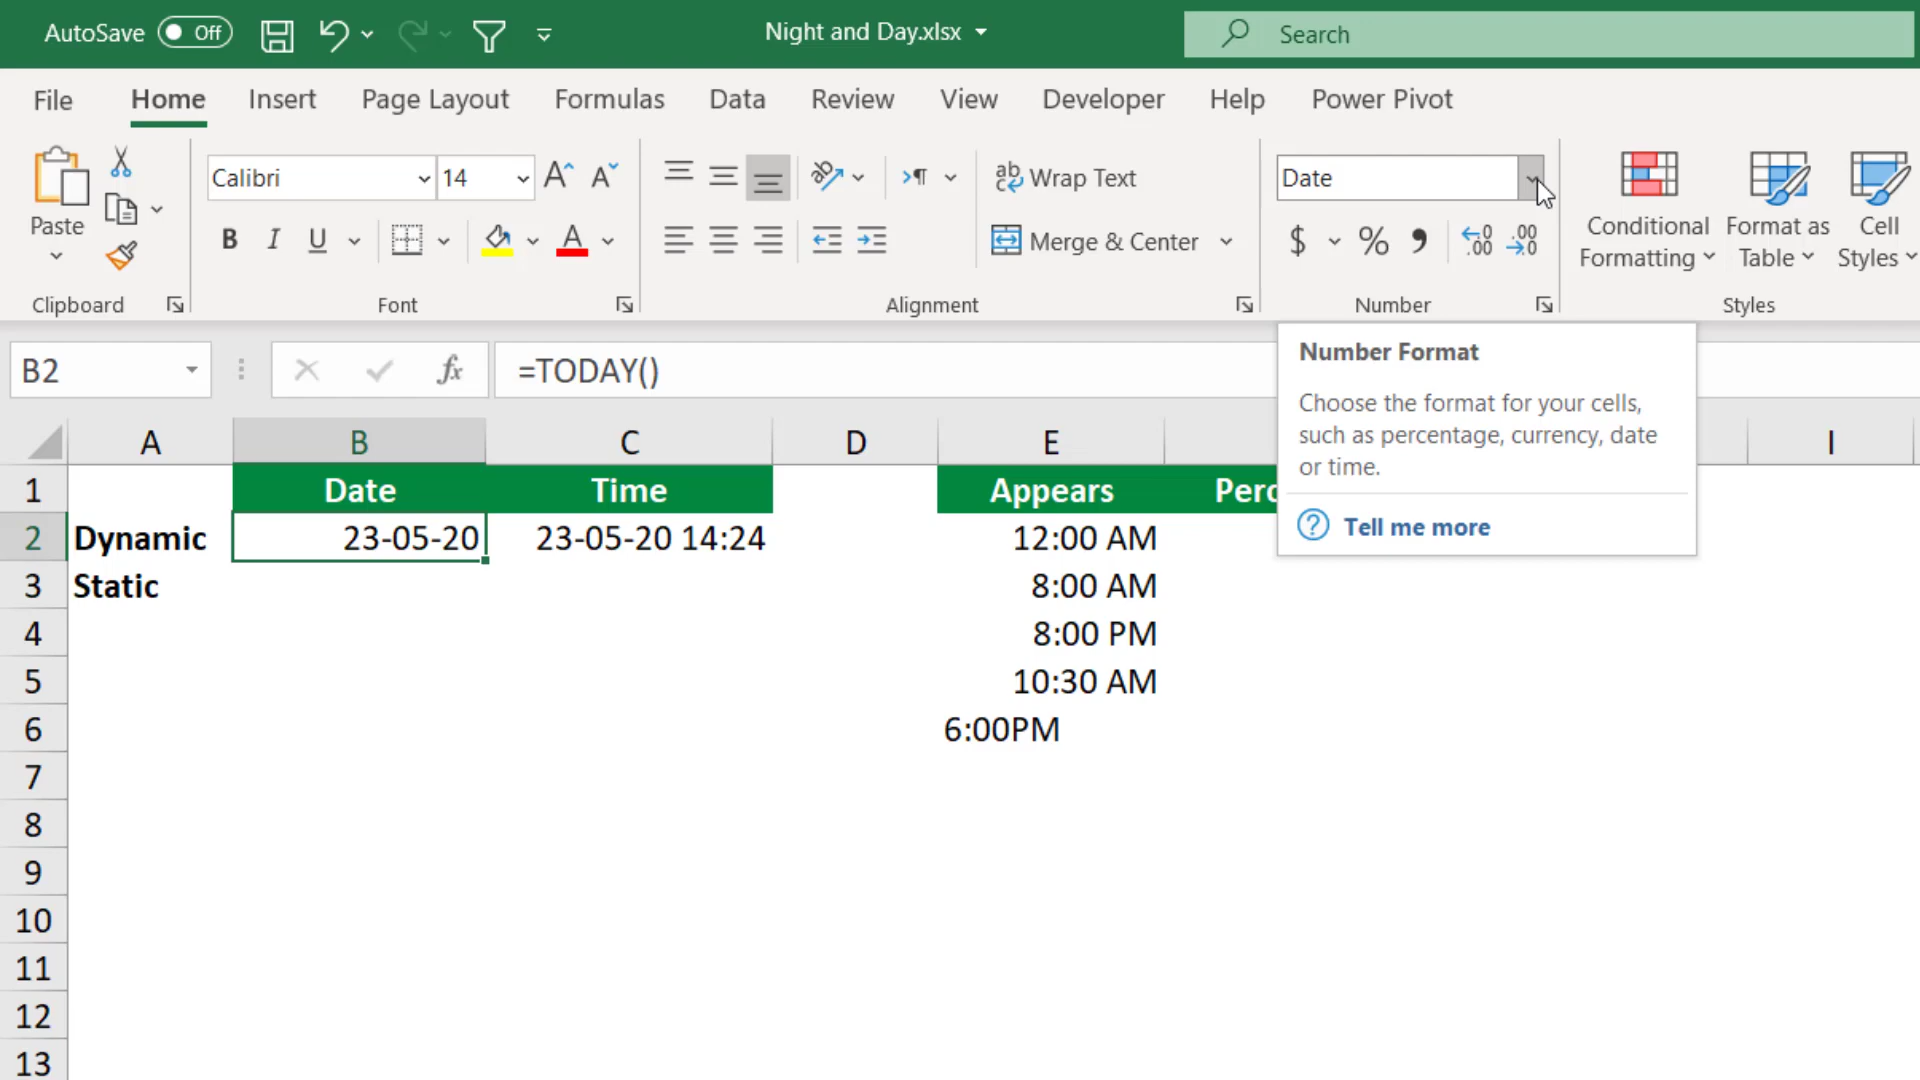 AutoSave Off Night and Day.xlsx Search
File Home Insert Page Layout Formulas Data Review View Developer Help Power Pivot
Paste
Clipboard
Calibri 14
B I U
Font
Wrap Text
Merge & Center
Alignment
Date
$ % 9
Number
Conditional Formatting
Format as Table
Cell Styles
Styles
B2 fx =TODAY()
Number Format
Choose the format for your cells,
such as percentage, currency, date
or time.
Tell me more
A B C D E I
1 Date Time Appears Perc
2 Dynamic 23-05-20 23-05-20 14:24 12:00 AM
3 Static 8:00 AM
4 8:00 PM
5 10:30 AM
6 6:00PM
7
8
9
10
11
12
13